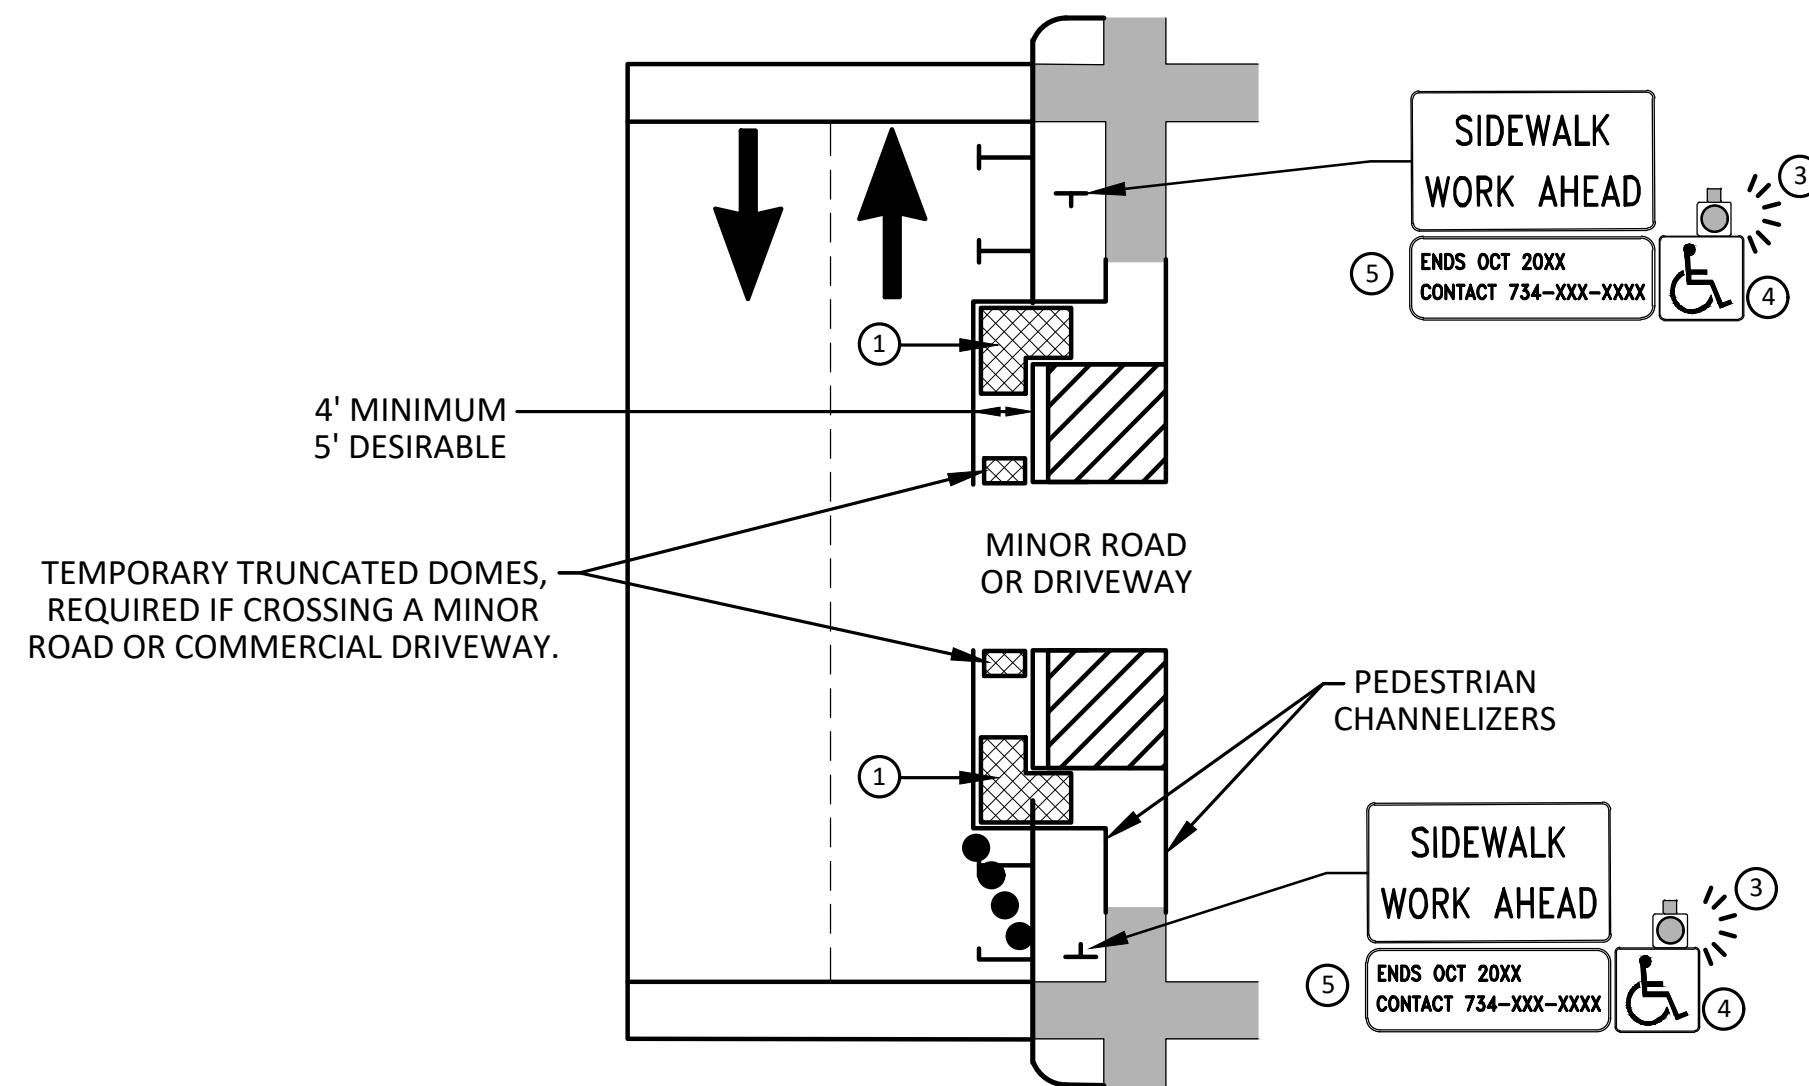 SIDEWALK
WORK AHEAD
3
ENDS OCT 20XX
CONTACT 734-XXX-XXXX
5
4
1
4' MINIMUM
5' DESIRABLE
MINOR ROAD
OR DRIVEWAY
TEMPORARY TRUNCATED DOMES,
REQUIRED IF CROSSING A MINOR
ROAD OR COMMERCIAL DRIVEWAY.
PEDESTRIAN
CHANNELIZERS
1
SIDEWALK
WORK AHEAD
3
ENDS OCT 20XX
CONTACT 734-XXX-XXXX
5
4